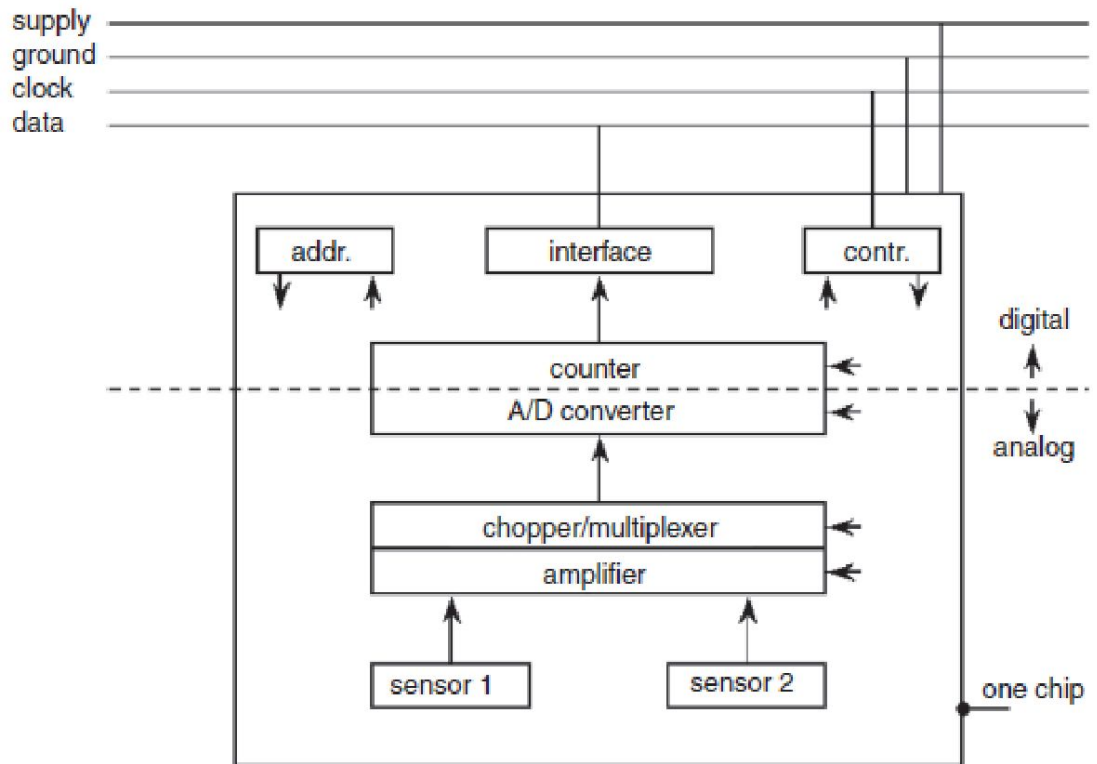 supply
ground
clock
data
addr.
interface
contr.
digital
counter
A/D converter
analog
chopper/multiplexer
amplifier
sensor 1
sensor 2
one chip